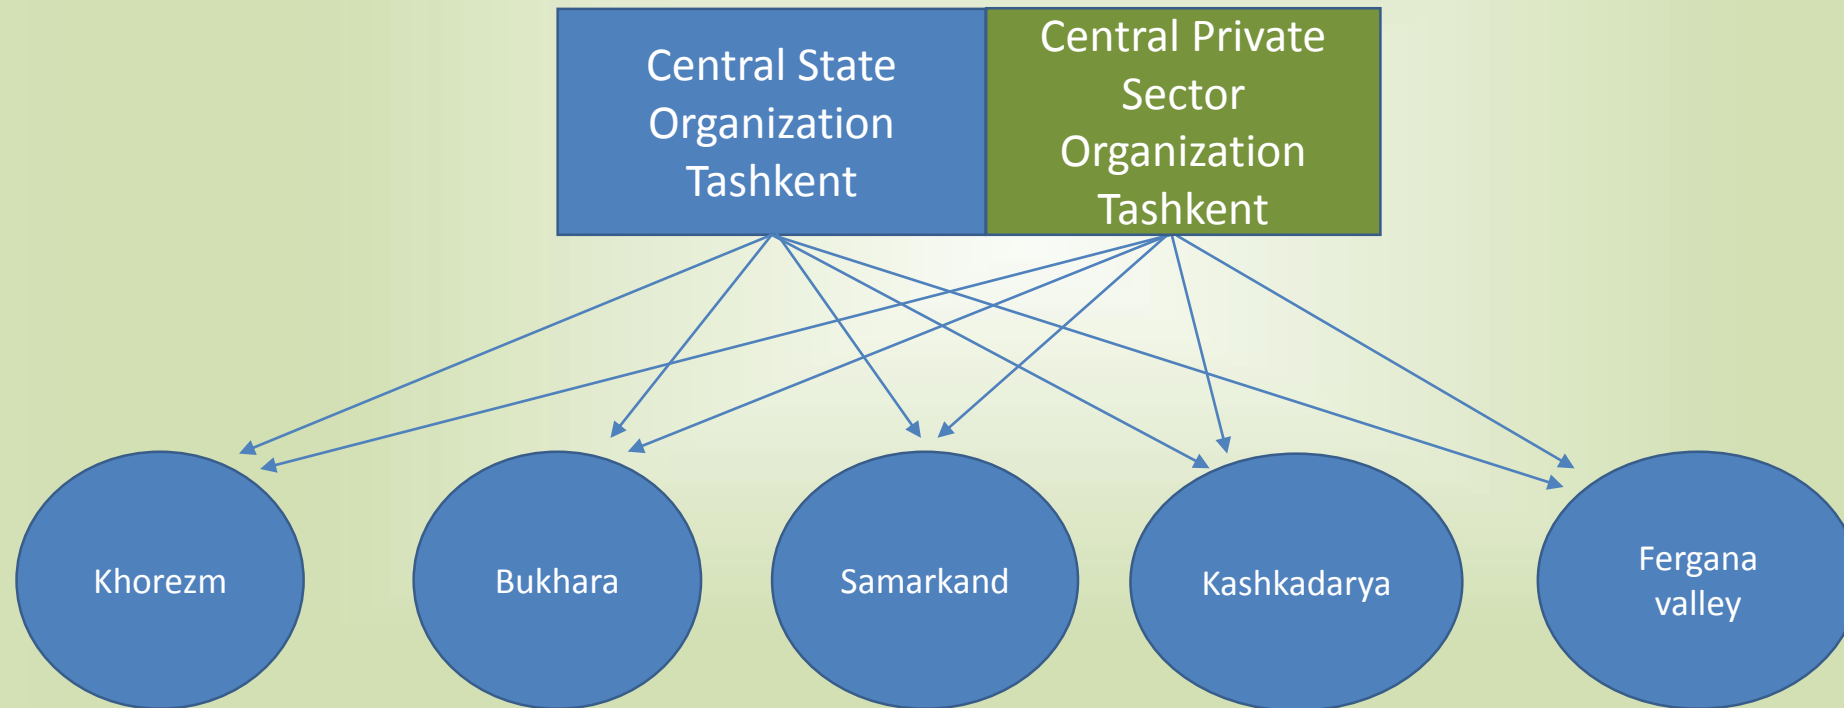 Central State
Organization
Tashkent
Central Private
Sector
Organization
Tashkent
Khorezm
Bukhara
Samarkand
Kashkadarya
Fergana
valley